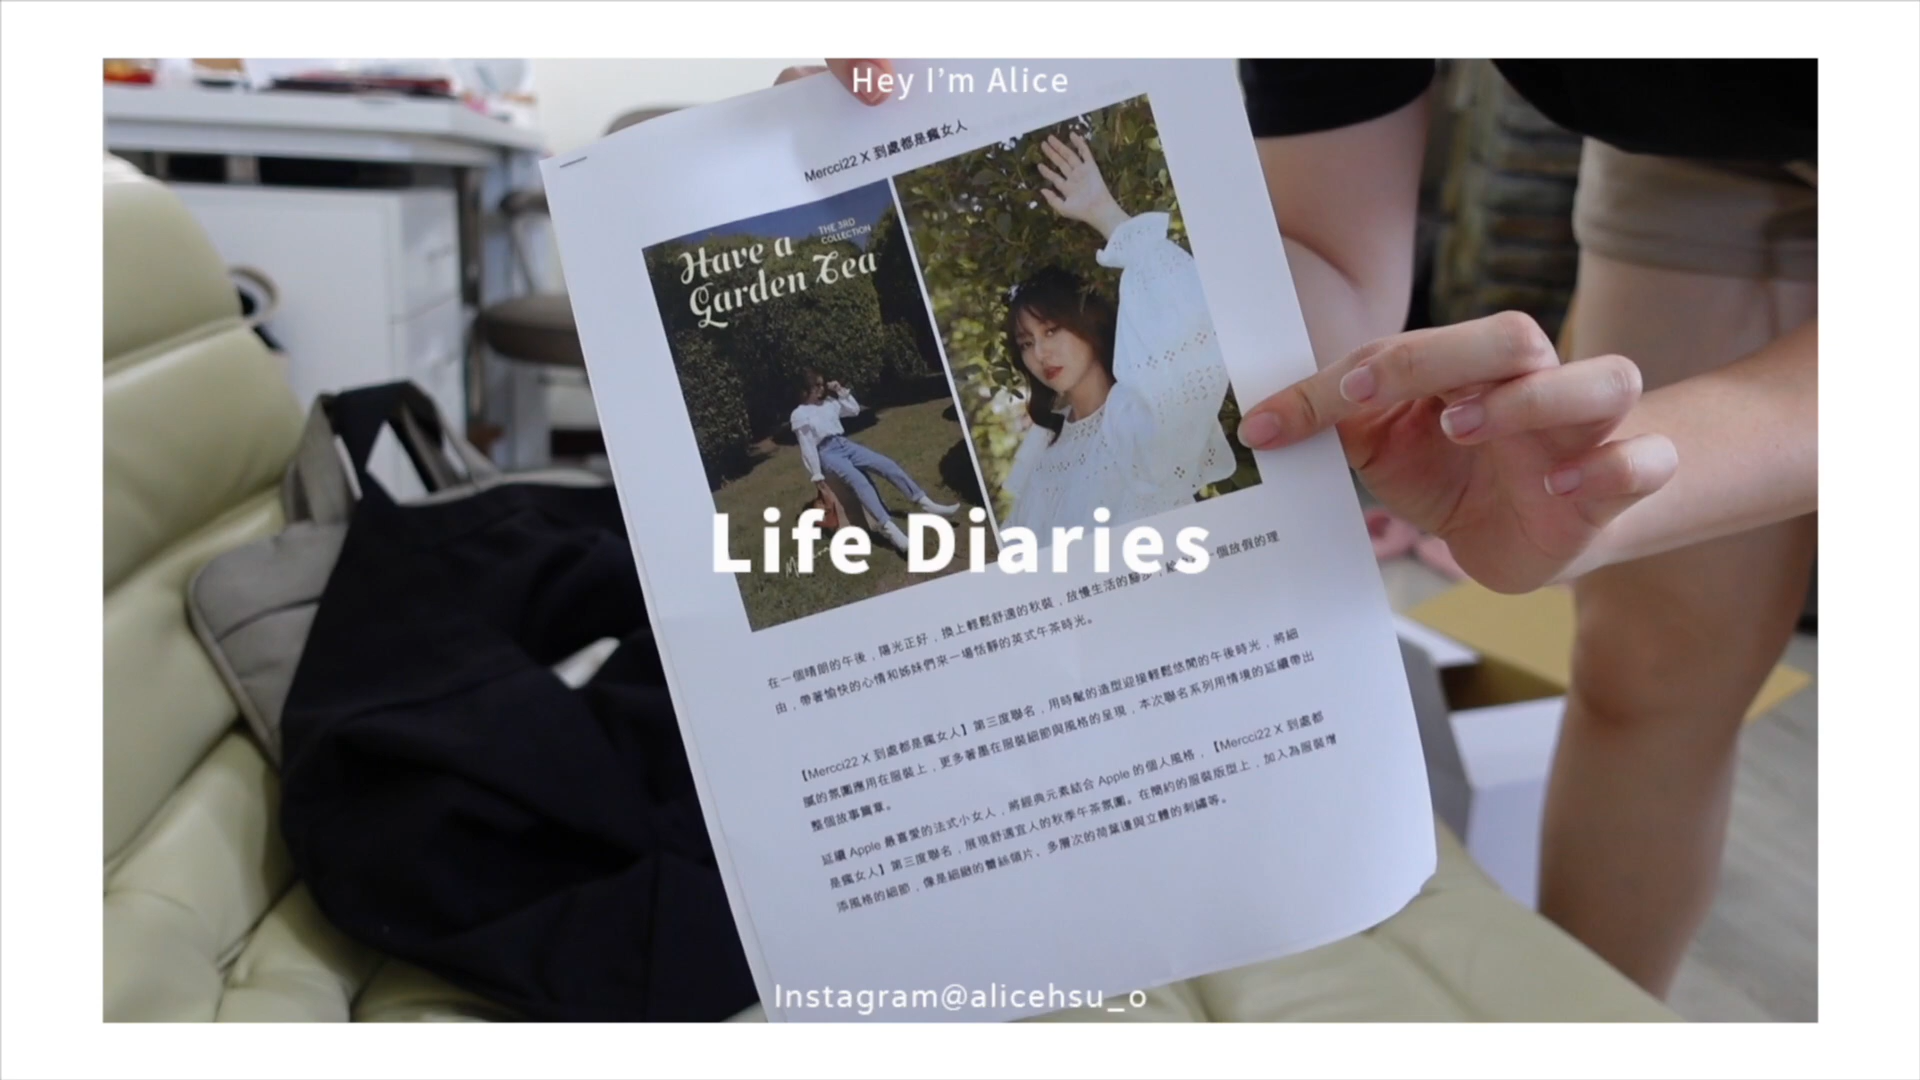 Hey I'm Alice
Mercci22 X 到處都是瘋女人
THE 3RD
COLLECTION
Have a
Garden Tea
Life Diaries
在一個晴朗的午後，陽光正好，換上輕鬆舒適的秋裝，放慢生活的腳步，給 一個放假的理
由，帶著愉快的心情和姊妹們來一場恬靜的英式午茶時光。
【Mercci22 X 到處都是瘋女人】第三度聯名，用時髦的造型迎接輕鬆悠閒的午後時光，將細
膩的氛圍應用在服裝上，更多著墨在服裝細節與風格的呈現，本次聯名系列用情境的延續帶出
整個故事篇章。
延續 Apple 最喜愛的法式小女人，將經典元素結合 Apple 的個人風格，【Mercci22 X 到處都
是瘋女人】第三度聯名，展現舒適宜人的秋季午茶氛圍。在簡約的服裝版型上，加入為服裝增
添風格的細節，像是細緻的蕾絲領片、多層次的荷葉邊與立體的刺繡等。
Instagram@alicehsu_o